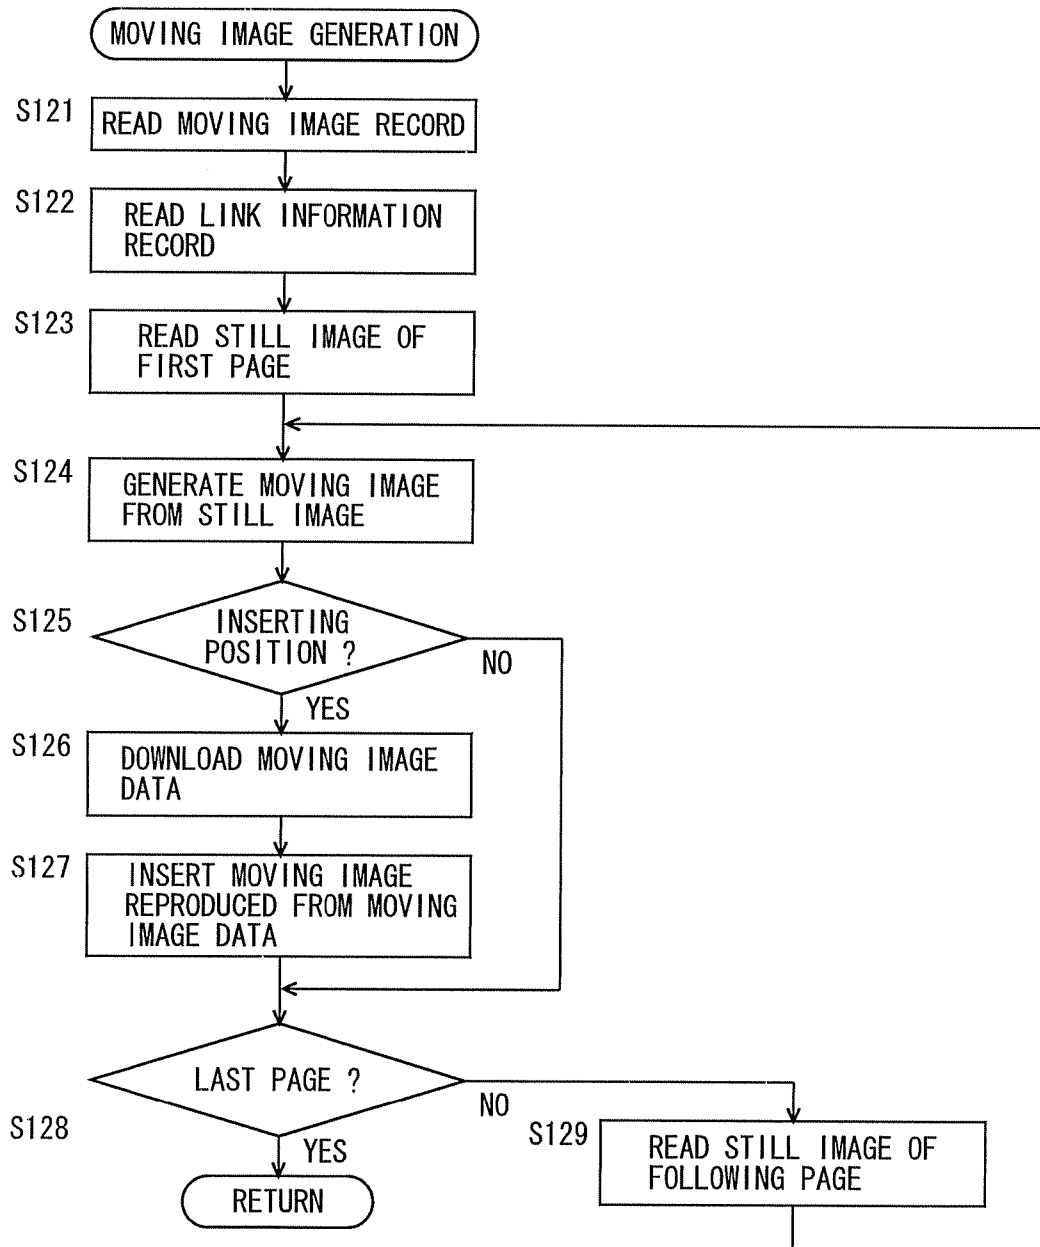 MOVING IMAGE GENERATION
S121
READ MOVING IMAGE RECORD
S122
READ LINK INFORMATION
RECORD
S123
READ STILL IMAGE OF
FIRST PAGE
S124
GENERATE MOVING IMAGE
FROM STILL IMAGE
S125
INSERTING
POSITION ?
NO
YES
S126
DOWNLOAD MOVING IMAGE
DATA
S127
INSERT MOVING IMAGE
REPRODUCED FROM MOVING
IMAGE DATA
LAST PAGE ?
S128
NO
YES
S129
READ STILL IMAGE OF
FOLLOWING PAGE
RETURN